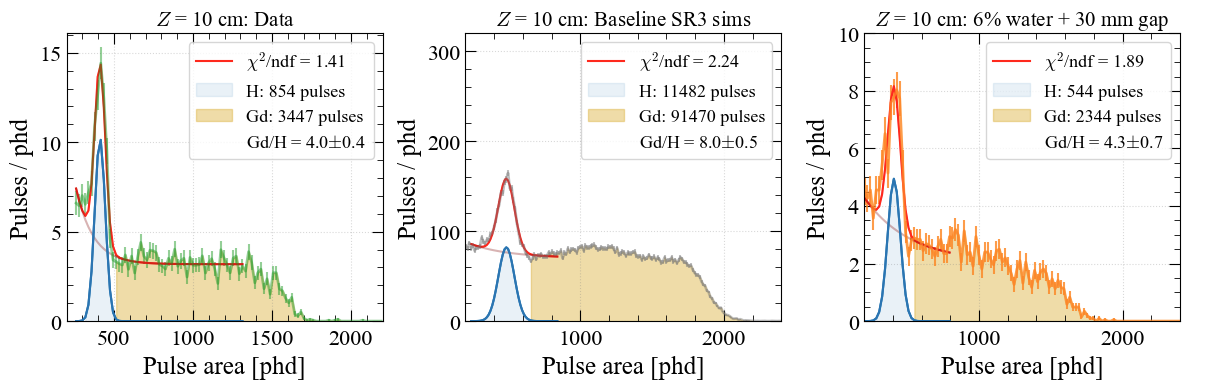 Z = 10 cm: Data
15
10
5
0
500
1000
1500
2000
Pulses / phd
Pulse area [phd]
χ²/ndf = 1.41
H: 854 pulses
Gd: 3447 pulses
Gd/H = 4.0±0.4
Z = 10 cm: Baseline SR3 sims
300
200
100
0
1000
2000
Pulses / phd
Pulse area [phd]
χ²/ndf = 2.24
H: 11482 pulses
Gd: 91470 pulses
Gd/H = 8.0±0.5
Z = 10 cm: 6% water + 30 mm gap
10
8
6
4
2
0
1000
2000
Pulses / phd
Pulse area [phd]
χ²/ndf = 1.89
H: 544 pulses
Gd: 2344 pulses
Gd/H = 4.3±0.7